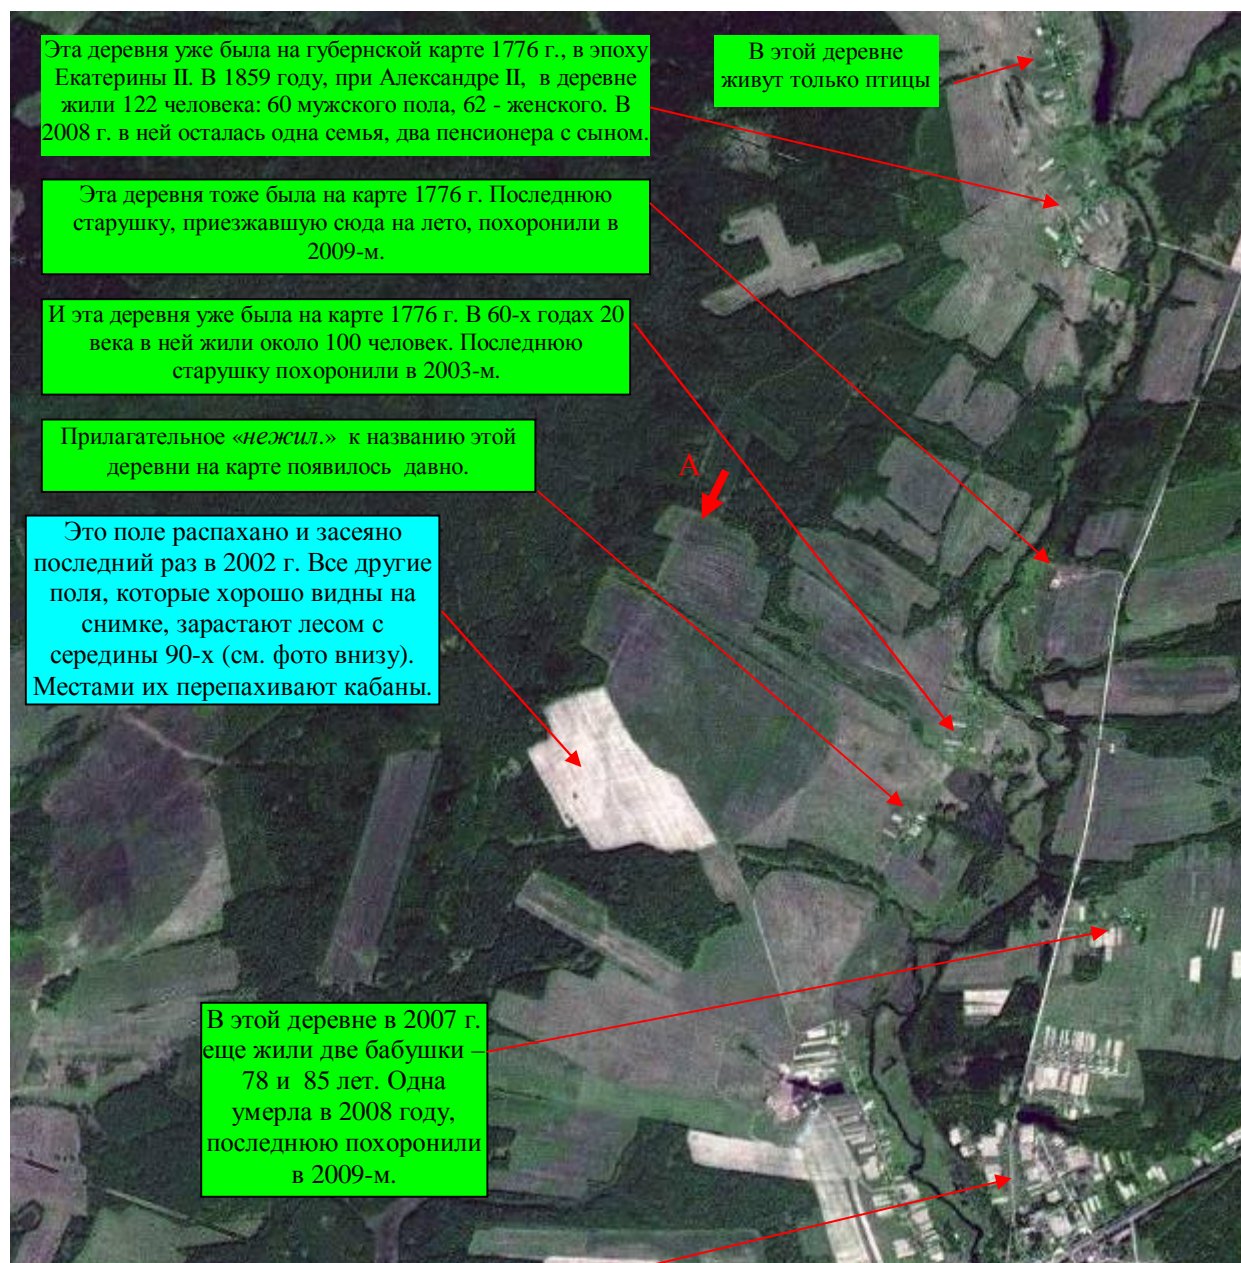 Эта деревня уже была на губернской карте 1776 г., в эпоху
Екатерины II. В 1859 году, при Александре II, в деревне
жили 122 человека: 60 мужского пола, 62 - женского. В
2008 г. в ней осталась одна семья, два пенсионера с сыном.
В этой деревне
живут только птицы
Эта деревня тоже была на карте 1776 г. Последнюю
старушку, приезжавшую сюда на лето, похоронили в
2009-м.
И эта деревня уже была на карте 1776 г. В 60-х годах 20
века в ней жили около 100 человек. Последнюю
старушку похоронили в 2003-м.
Прилагательное «нежил.» к названию этой
деревни на карте появилось давно.
А
Это поле распахано и засеяно
последний раз в 2002 г. Все другие
поля, которые хорошо видны на
снимке, зарастают лесом с
середины 90-х (см. фото внизу).
Местами их перепахивают кабаны.
В этой деревне в 2007 г.
еще жили две бабушки –
78 и 85 лет. Одна
умерла в 2008 году,
последнюю похоронили
в 2009-м.